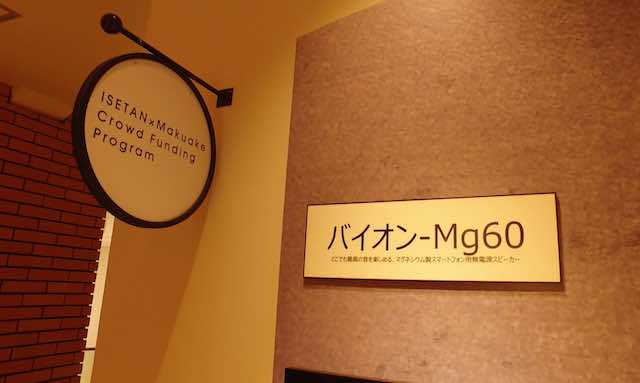 ISETAN×Makuake
Crowd Funding
Program
バイオン-Mg60
どこでも最高の音を楽しめる、マグネシウム製スマートフォン用無電源スピーカー